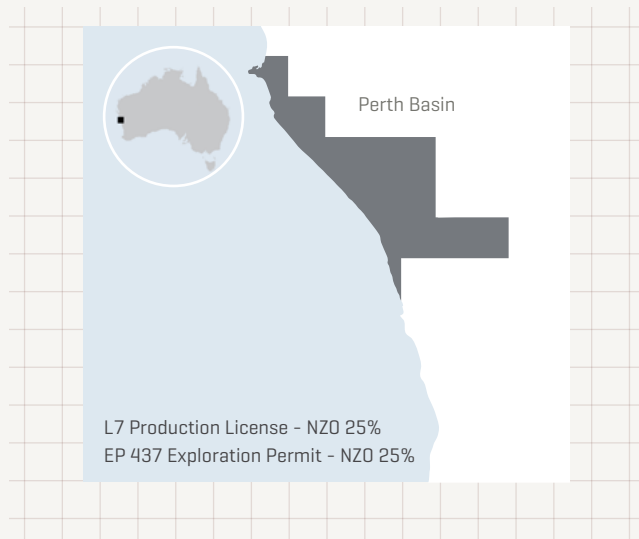 Perth Basin
L7 Production License - NZO 25%
EP 437 Exploration Permit - NZO 25%